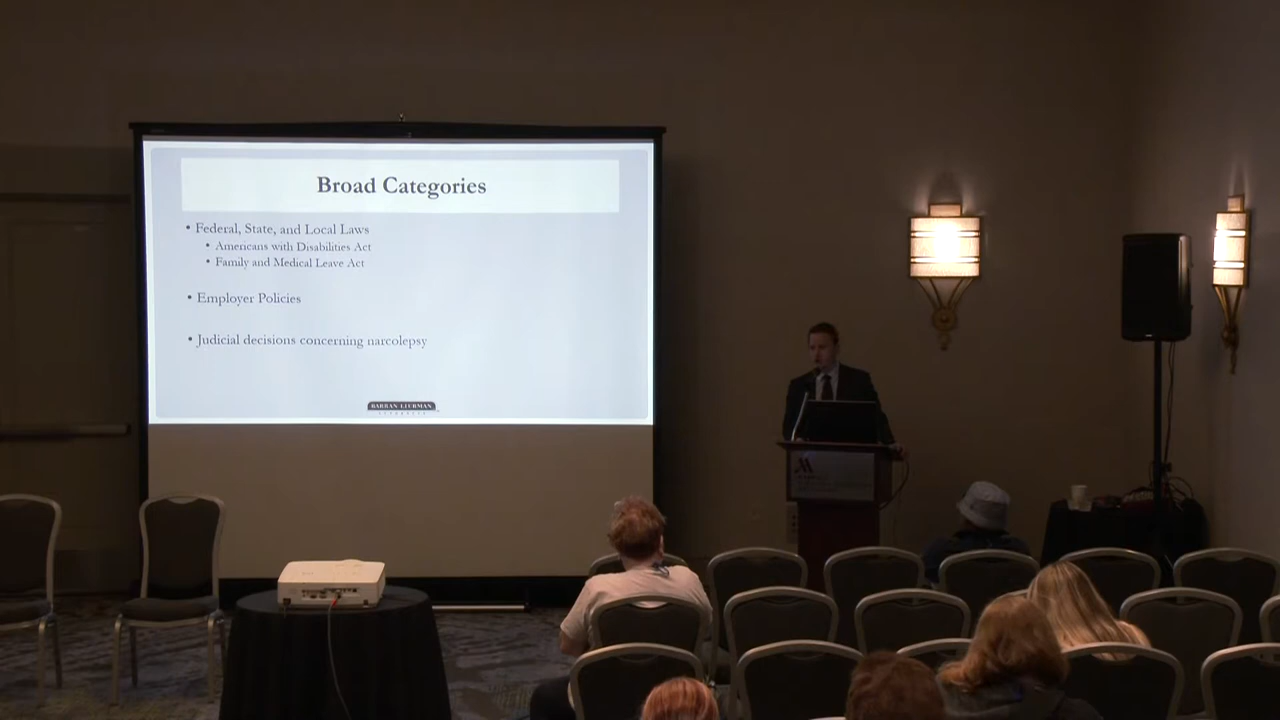 Broad Categories
• Federal, State, and Local Laws
• Americans with Disabilities Act
• Family and Medical Leave Act
• Employer Policies
• Judicial decisions concerning narcolepsy
BARRAN LIEBMAN